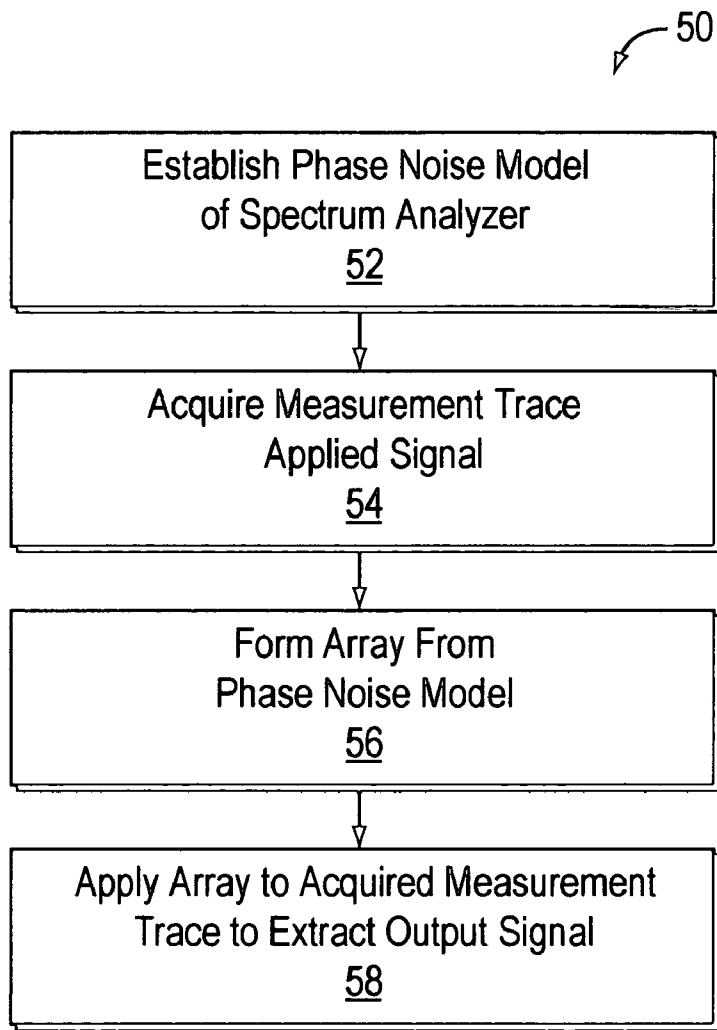 50
Establish Phase Noise Model
of Spectrum Analyzer
52
Acquire Measurement Trace
Applied Signal
54
Form Array From
Phase Noise Model
56
Apply Array to Acquired Measurement
Trace to Extract Output Signal
58